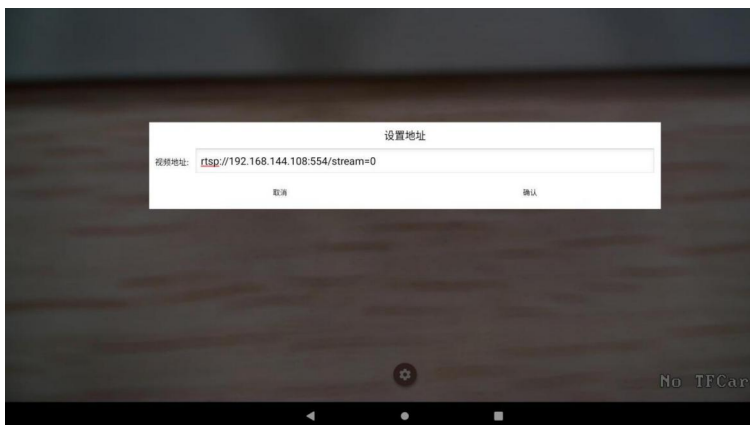 设置地址
视频地址: rtsp://192.168.144.108:554/stream=0
取消 确认
No TFCar